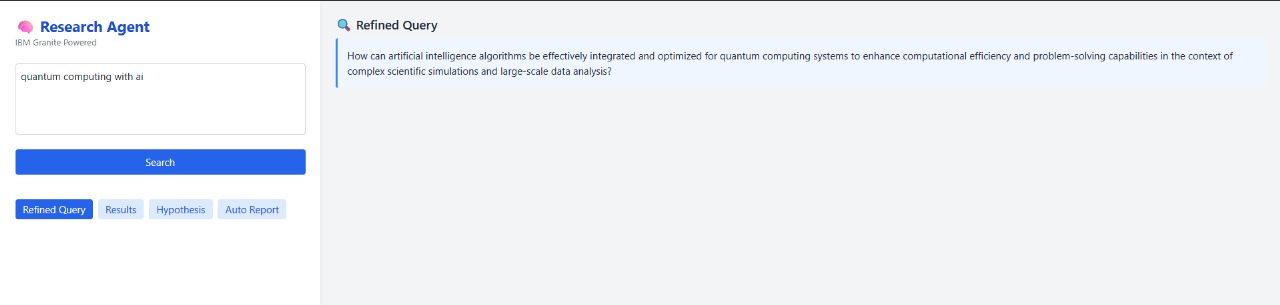 Research Agent
IBM Granite Powered
quantum computing with ai
Search
Refined Query
Results
Hypothesis
Auto Report
Refined Query
How can artificial intelligence algorithms be effectively integrated and optimized for quantum computing systems to enhance computational efficiency and problem-solving capabilities in the context of
complex scientific simulations and large-scale data analysis?